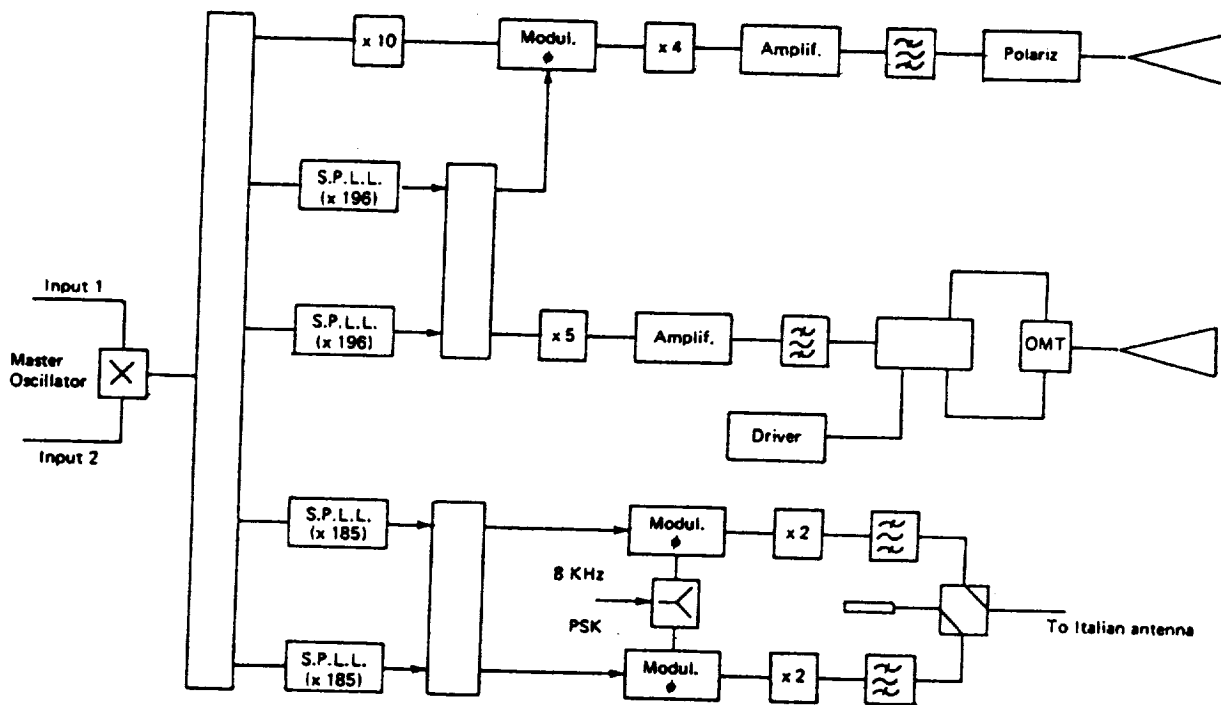 x 10
Modul.
ϕ
x 4
Amplif.
Polariz
S.P.L.L.
(x 196)
Input 1
S.P.L.L.
(x 196)
x 5
Amplif.
OMT
Master
Oscillator
Driver
Input 2
S.P.L.L.
(x 185)
Modul.
ϕ
x 2
8 KHz
PSK
To Italian antenna
S.P.L.L.
(x 185)
Modul.
ϕ
x 2